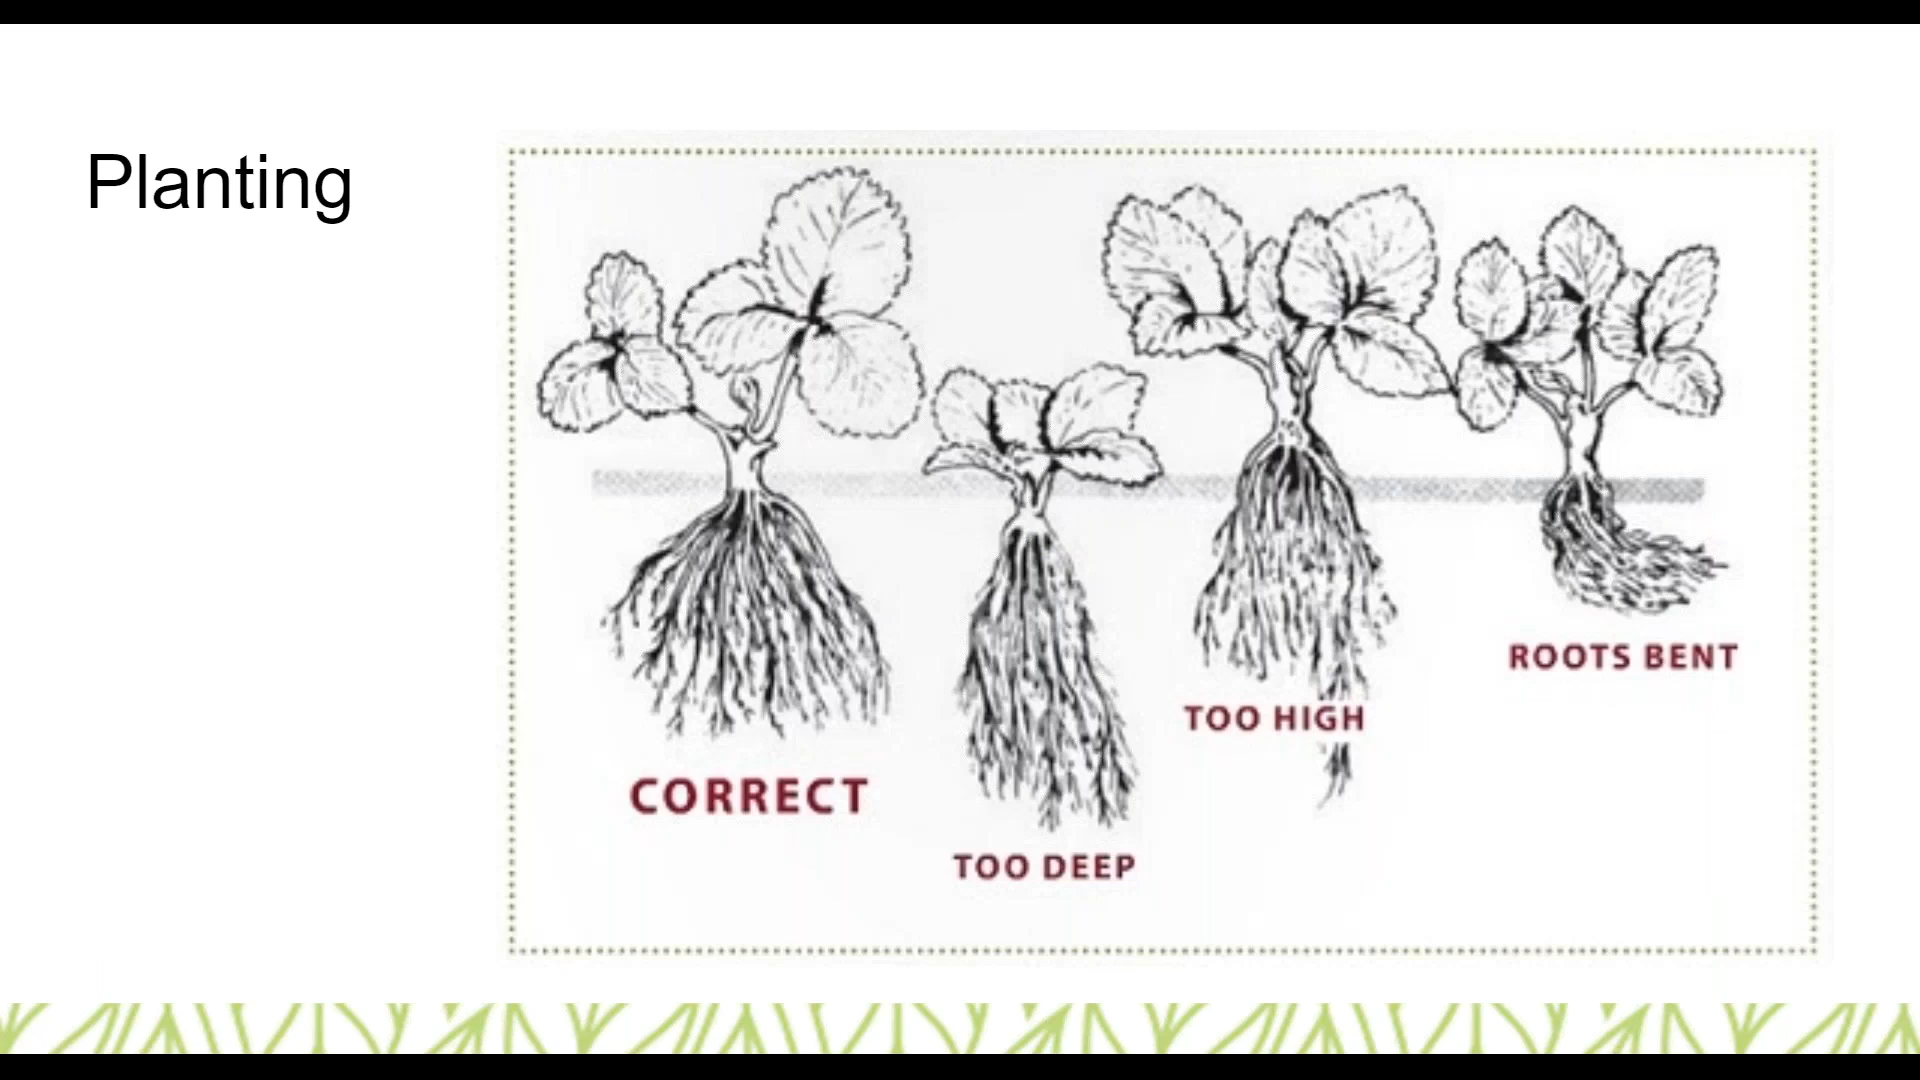 Planting
CORRECT
TOO DEEP
TOO HIGH
ROOTS BENT